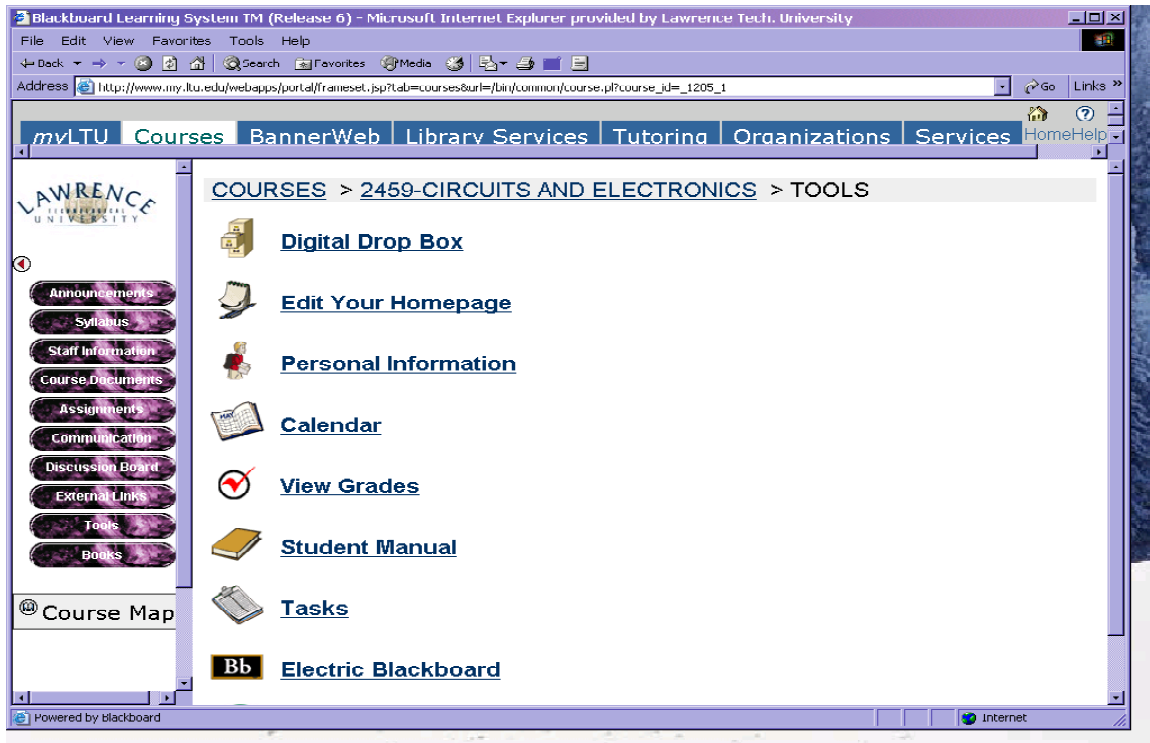 Blackboard Learning System TM (Release 6) - Microsoft Internet Explorer provided by Lawrence Tech. University
File Edit View Favorites Tools Help
Back Search Favorites Media
Address http://www.my.ltu.edu/webapps/portal/frameset.jsp?tab=courses&url=/bin/common/course.pl?course_id=_1205_1 Go Links »
myLTU Courses BannerWeb Library Services Tutoring Organizations Services Home Help
LAWRENCE
UNIVERSITY
COURSES > 2459-CIRCUITS AND ELECTRONICS > TOOLS
Digital Drop Box
Edit Your Homepage
Personal Information
Calendar
View Grades
Student Manual
Tasks
Bb Electric Blackboard
Announcements
Syllabus
Staff Information
Course Documents
Assignments
Communication
Discussion Board
External Links
Tools
Books
Course Map
Powered by Blackboard Internet